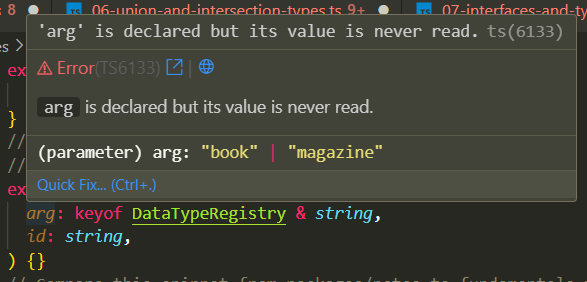 s 8 TS 06-union-and-intersection-types.ts 9+ TS 07-interfaces-and-ty
'arg' is declared but its value is never read. ts(6133)
es >
Error(TS6133) |
ex
arg is declared but its value is never read.
}
// (parameter) arg: "book" | "magazine"
//
Quick Fix... (Ctrl+.)
ex
arg: keyof DataTypeRegistry & string,
id: string,
) {}